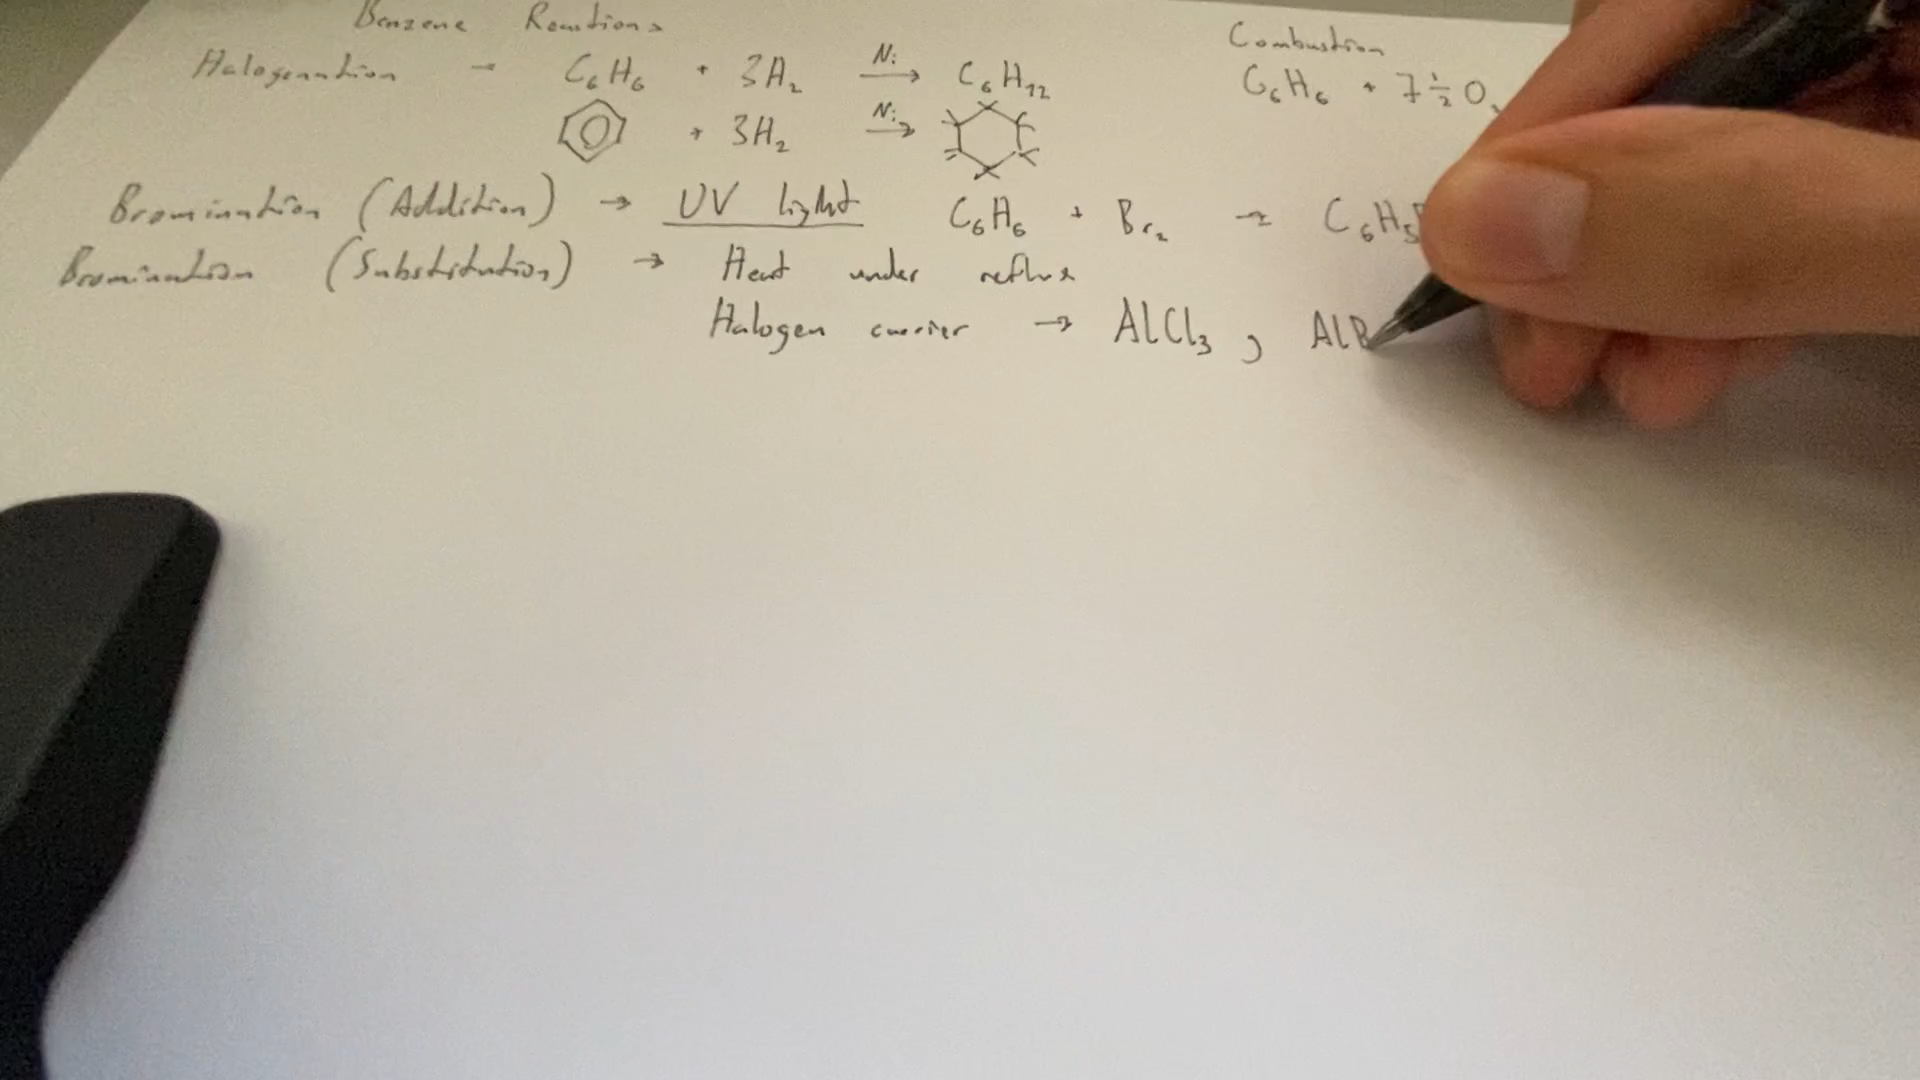 Benzene Reactions
Combustion
Halogenation - C₆H₆ + 3H₂ Ni → C₆H₁₂
C₆H₆ + 7½ O₂
+ 3H₂ Ni →
Bromination (Addition) → UV light C₆H₆ + Br₂ → C₆H₅
Bromination (Substitution) → Heat under reflux
Halogen carrier → AlCl₃ , AlB